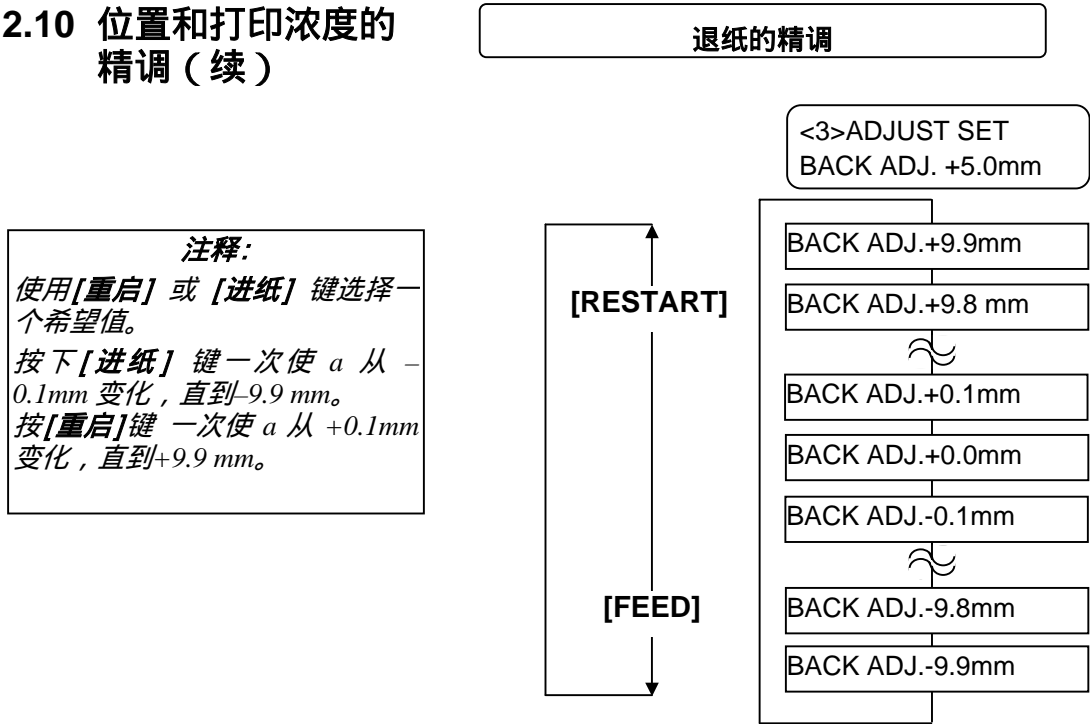 2.10 位置和打印浓度的
精调（续）
退纸的精调
注释:
使用[重启] 或 [进纸] 键选择一
个希望值。
按下[进纸] 键一次使 a 从 –
0.1mm 变化，直到–9.9 mm。
按[重启]键 一次使 a 从 +0.1mm
变化，直到+9.9 mm。
[RESTART]
[FEED]
<3>ADJUST SET
BACK ADJ. +5.0mm
BACK ADJ.+9.9mm
BACK ADJ.+9.8 mm
BACK ADJ.+0.1mm
BACK ADJ.+0.0mm
BACK ADJ.-0.1mm
BACK ADJ.-9.8mm
BACK ADJ.-9.9mm